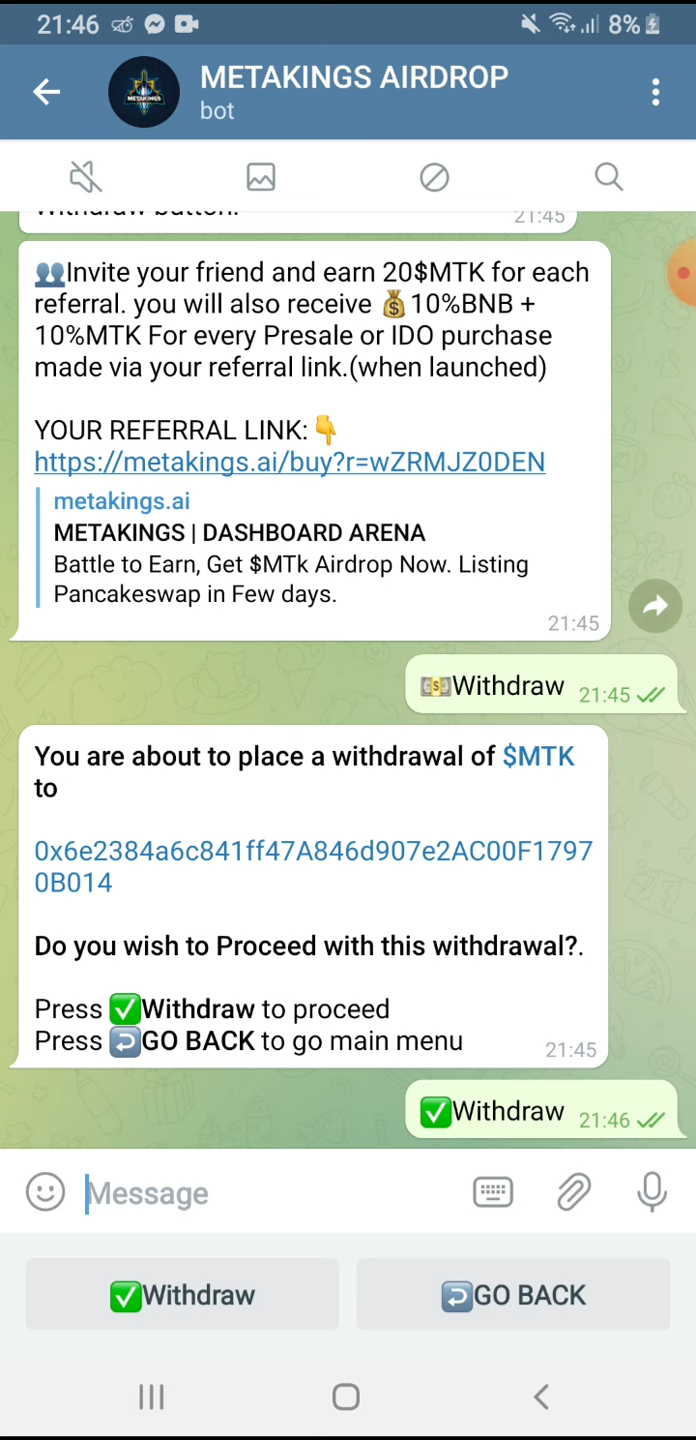 21:46
8%
METAKINGS AIRDROP
METAKINGS
bot
Withdraw button.
21:45
👥Invite your friend and earn 20$MTK for each
referral. you will also receive 💰10%BNB +
10%MTK For every Presale or IDO purchase
made via your referral link.(when launched)
YOUR REFERRAL LINK:👇
https://metakings.ai/buy?r=wZRMJZ0DEN
metakings.ai
METAKINGS | DASHBOARD ARENA
Battle to Earn, Get $MTk Airdrop Now. Listing
Pancakeswap in Few days.
21:45
💵Withdraw 21:45
You are about to place a withdrawal of $MTK
to
0x6e2384a6c841ff47A846d907e2AC00F1797
0B014
Do you wish to Proceed with this withdrawal?.
Press ✅Withdraw to proceed
Press ↩️GO BACK to go main menu
21:45
✅Withdraw 21:46
Message
✅Withdraw
↩️GO BACK